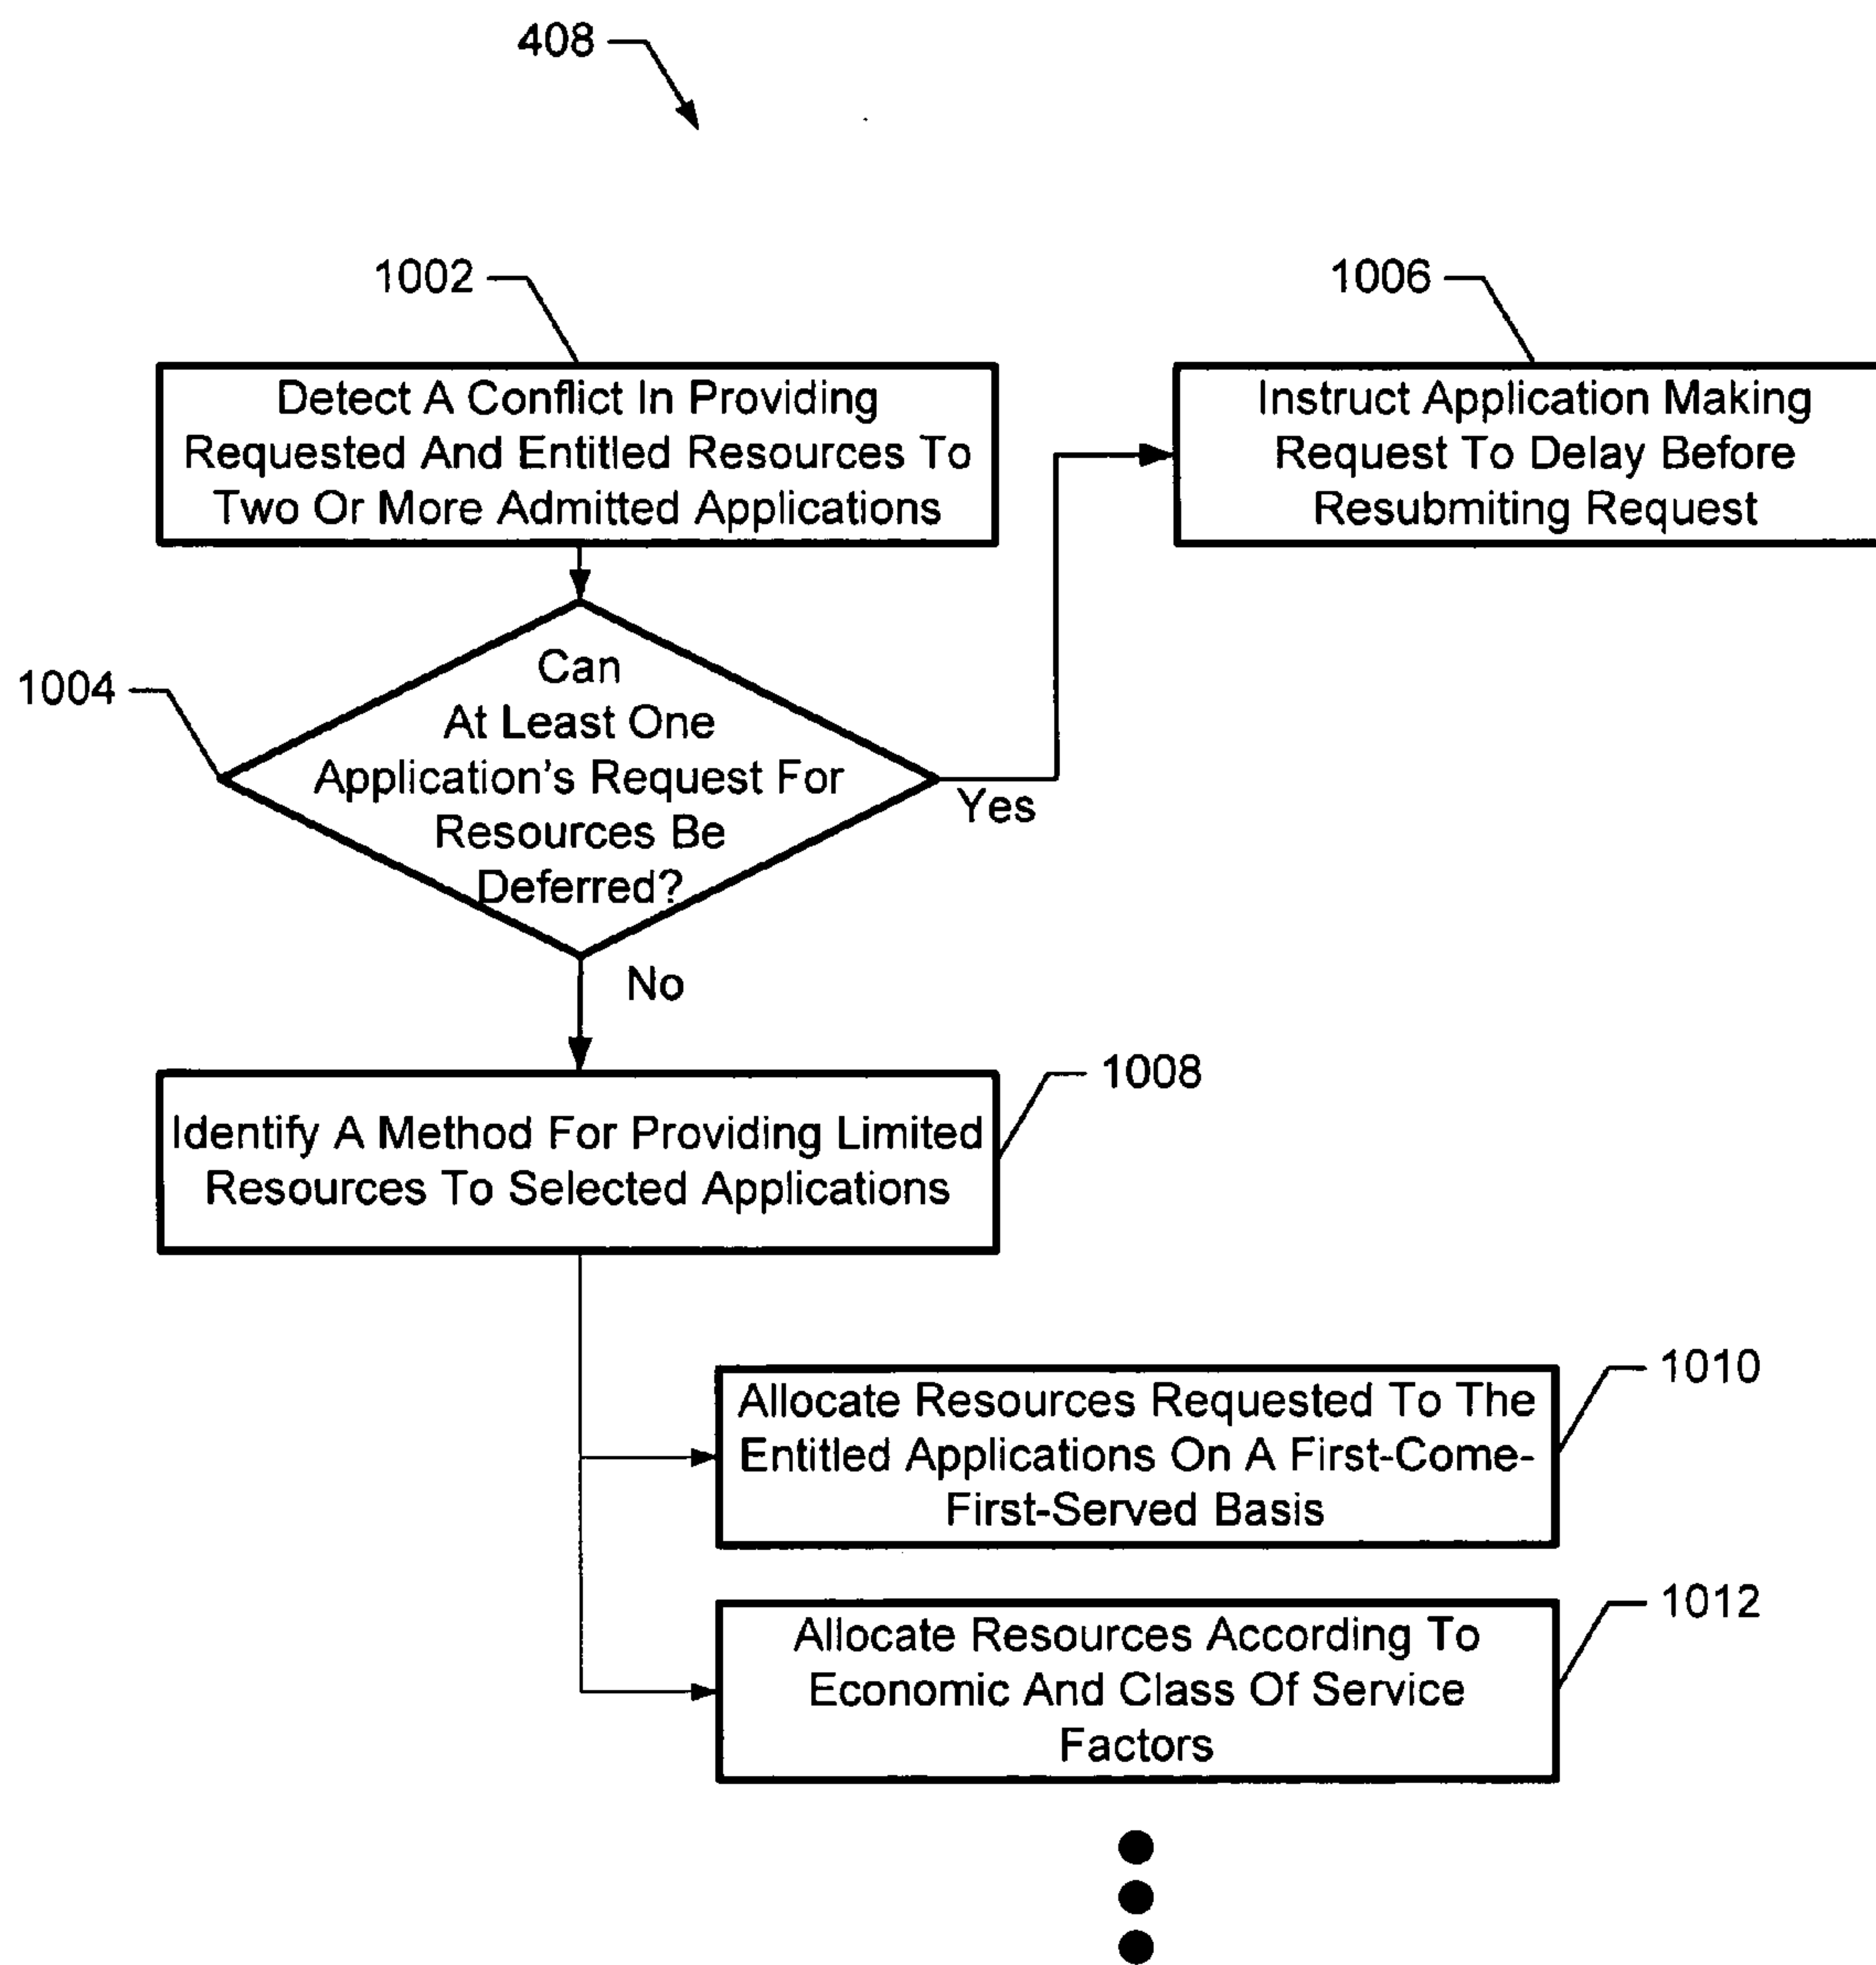 408
1002
1006
Detect A Conflict In Providing
Requested And Entitled Resources To
Two Or More Admitted Applications
Instruct Application Making
Request To Delay Before
Resubmiting Request
1004
Can
At Least One
Application's Request For
Resources Be
Deferred?
Yes
No
1008
Identify A Method For Providing Limited
Resources To Selected Applications
1010
Allocate Resources Requested To The
Entitled Applications On A First-Come-
First-Served Basis
1012
Allocate Resources According To
Economic And Class Of Service
Factors